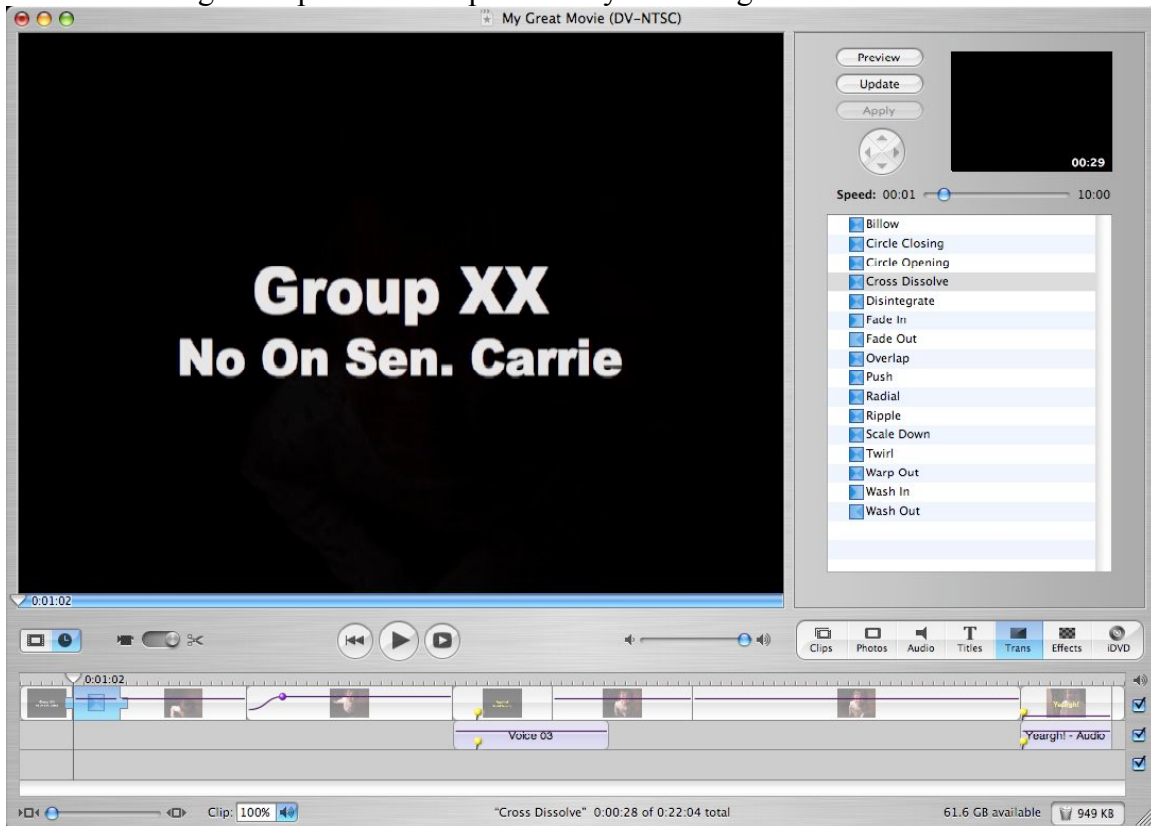 My Great Movie (DV-NTSC)
Preview
Update
Apply
00:29
Speed: 00:01 10:00
Billow
Circle Closing
Circle Opening
Cross Dissolve
Disintegrate
Fade In
Fade Out
Overlap
Push
Radial
Ripple
Scale Down
Twirl
Warp Out
Wash In
Wash Out
Group XX
No On Sen. Carrie
0:01:02
Clips Photos Audio Titles Trans Effects iDVD
0:01:02
Yeargh!
Voice 03 Yeargh! - Audio
Clip: 100% "Cross Dissolve" 0:00:28 of 0:22:04 total 61.6 GB available 949 KB